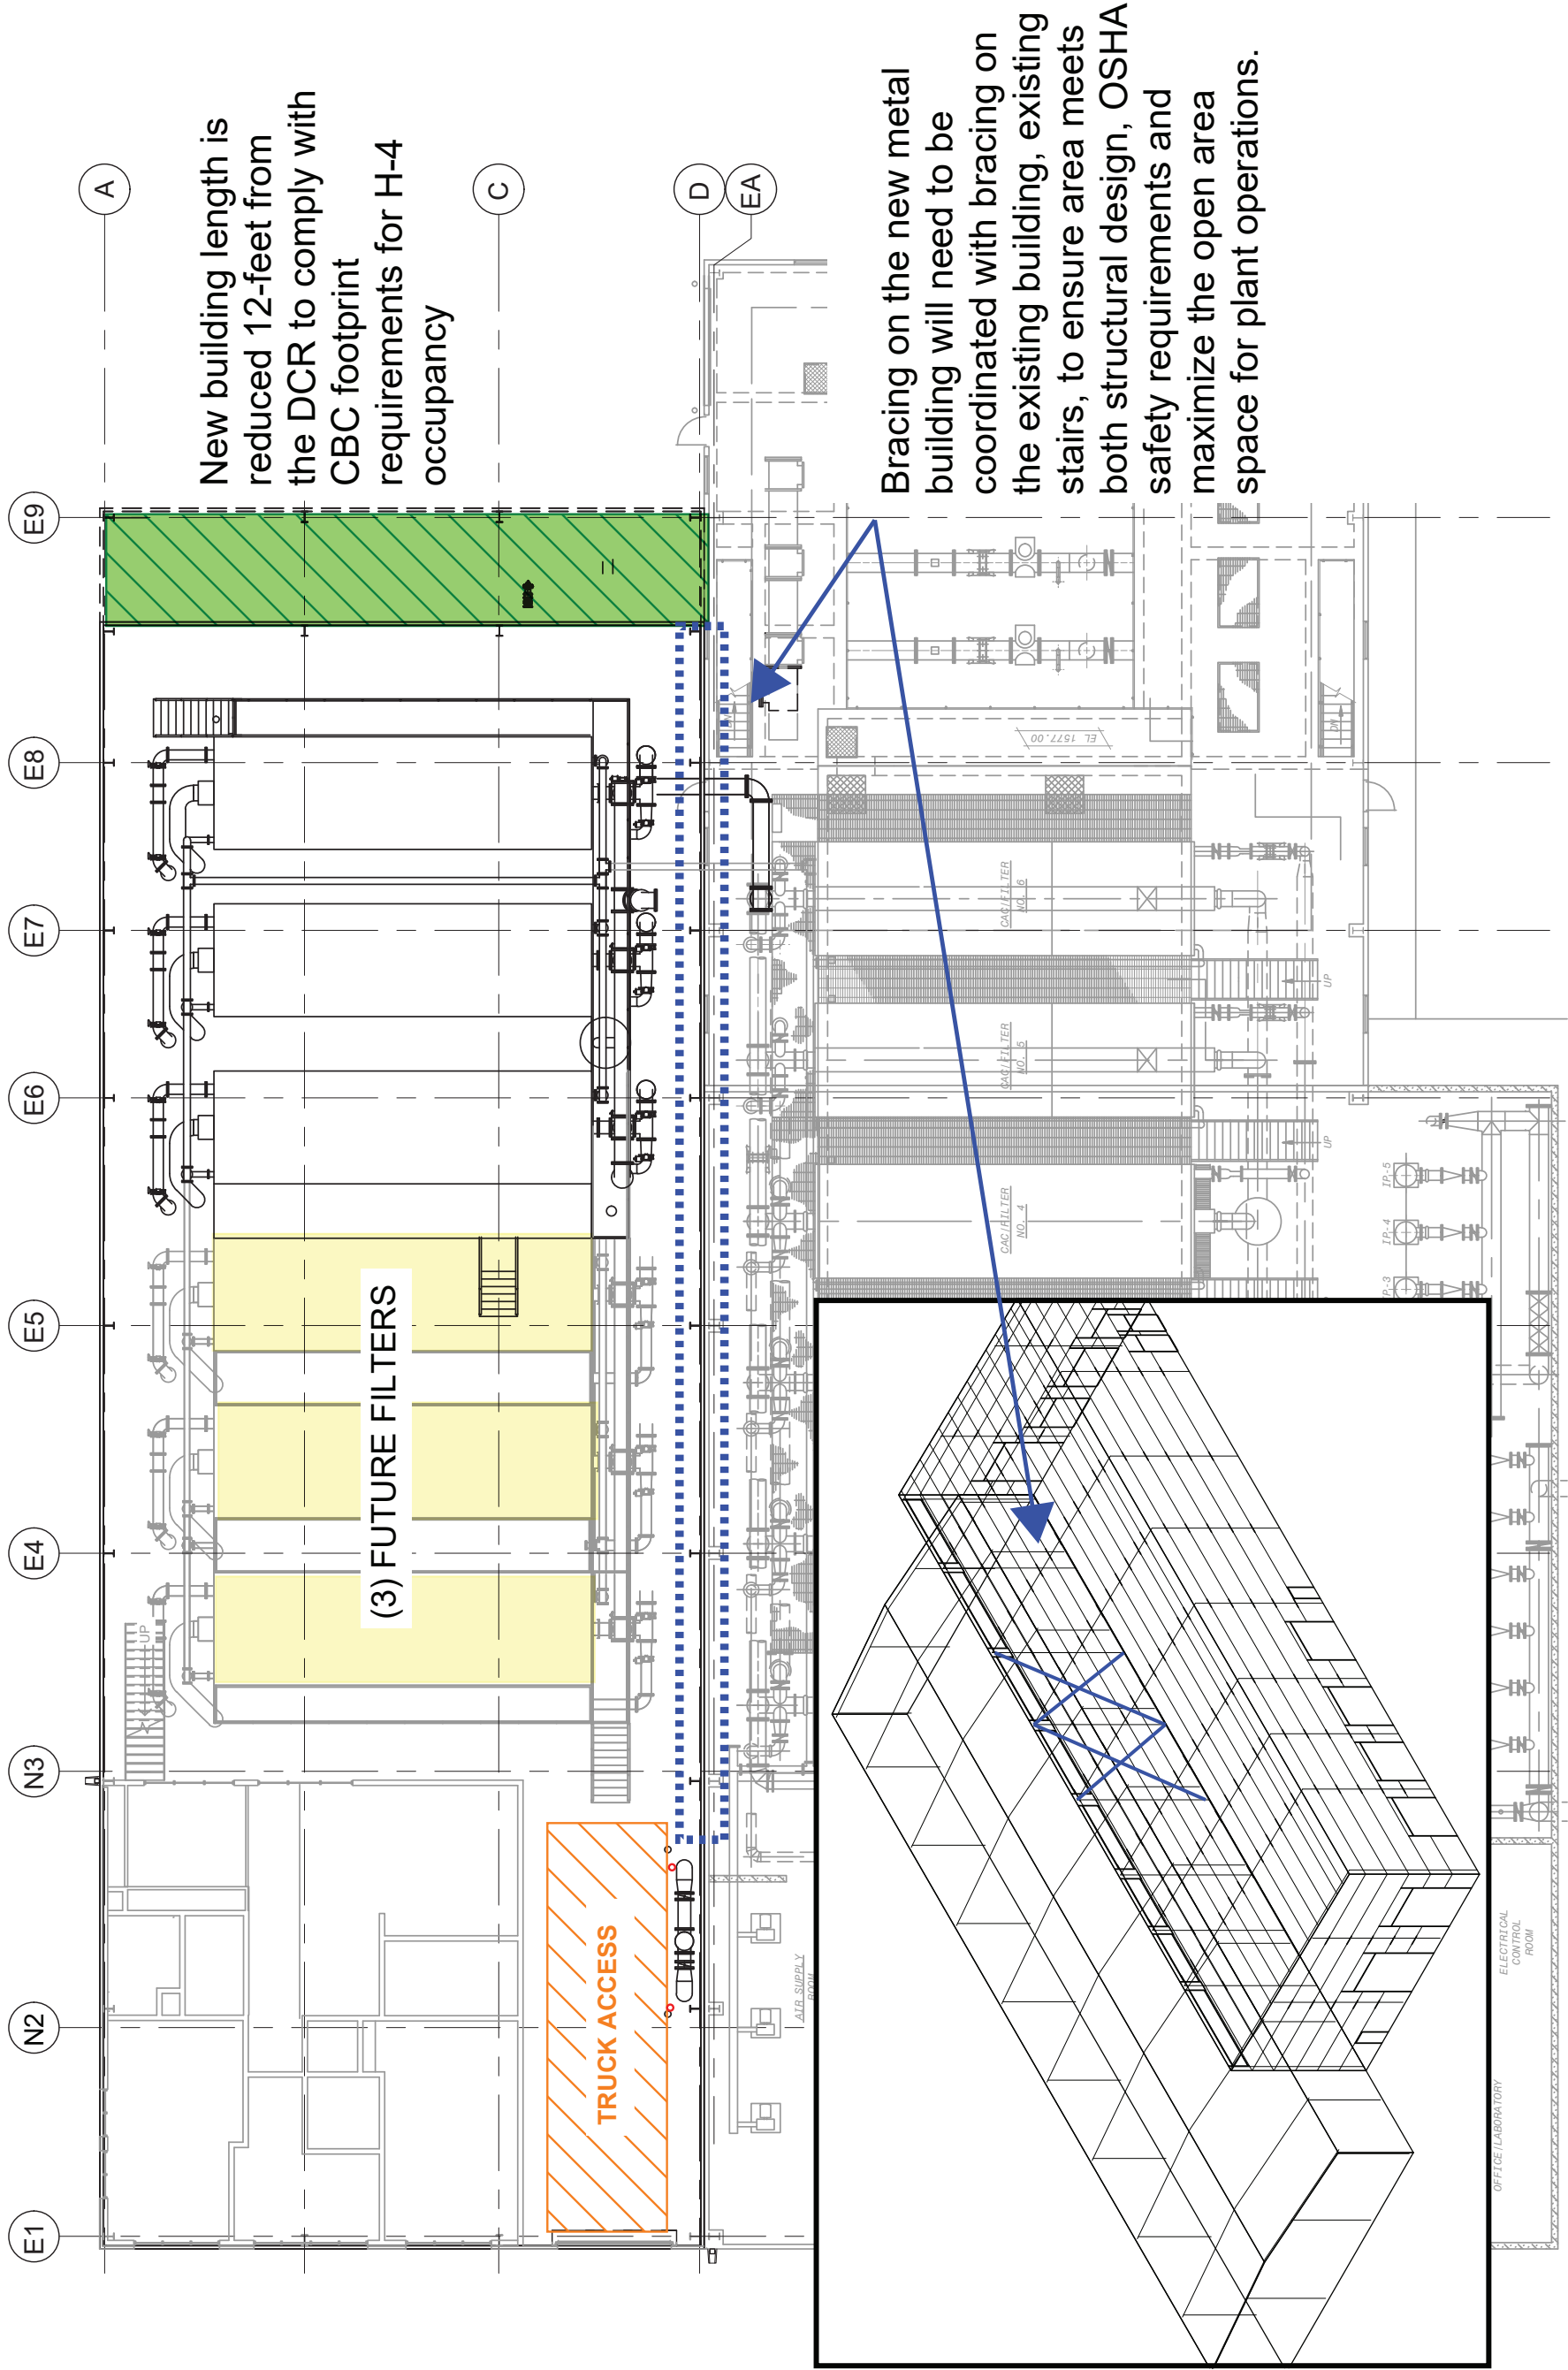 E1
N2
N3
E4
E5
E6
E7
E8
E9
A
C
D
EA
New building length is
reduced 12-feet from
the DCR to comply with
CBC footprint
requirements for H-4
occupancy
Bracing on the new metal
building will need to be
coordinated with bracing on
the existing building, existing
stairs, to ensure area meets
both structural design, OSHA
safety requirements and
maximize the open area
space for plant operations.
(3) FUTURE FILTERS
TRUCK ACCESS
UP
DN
EL 1577.00
DN
CAC/FILTER
NO. 6
CAC/FILTER
NO. 5
CAC/FILTER
NO. 4
UP
UP
IP-5
IP-4
P-3
AIR SUPPLY
ROOM
ELECTRICAL
CONTROL
ROOM
OFFICE/LABORATORY